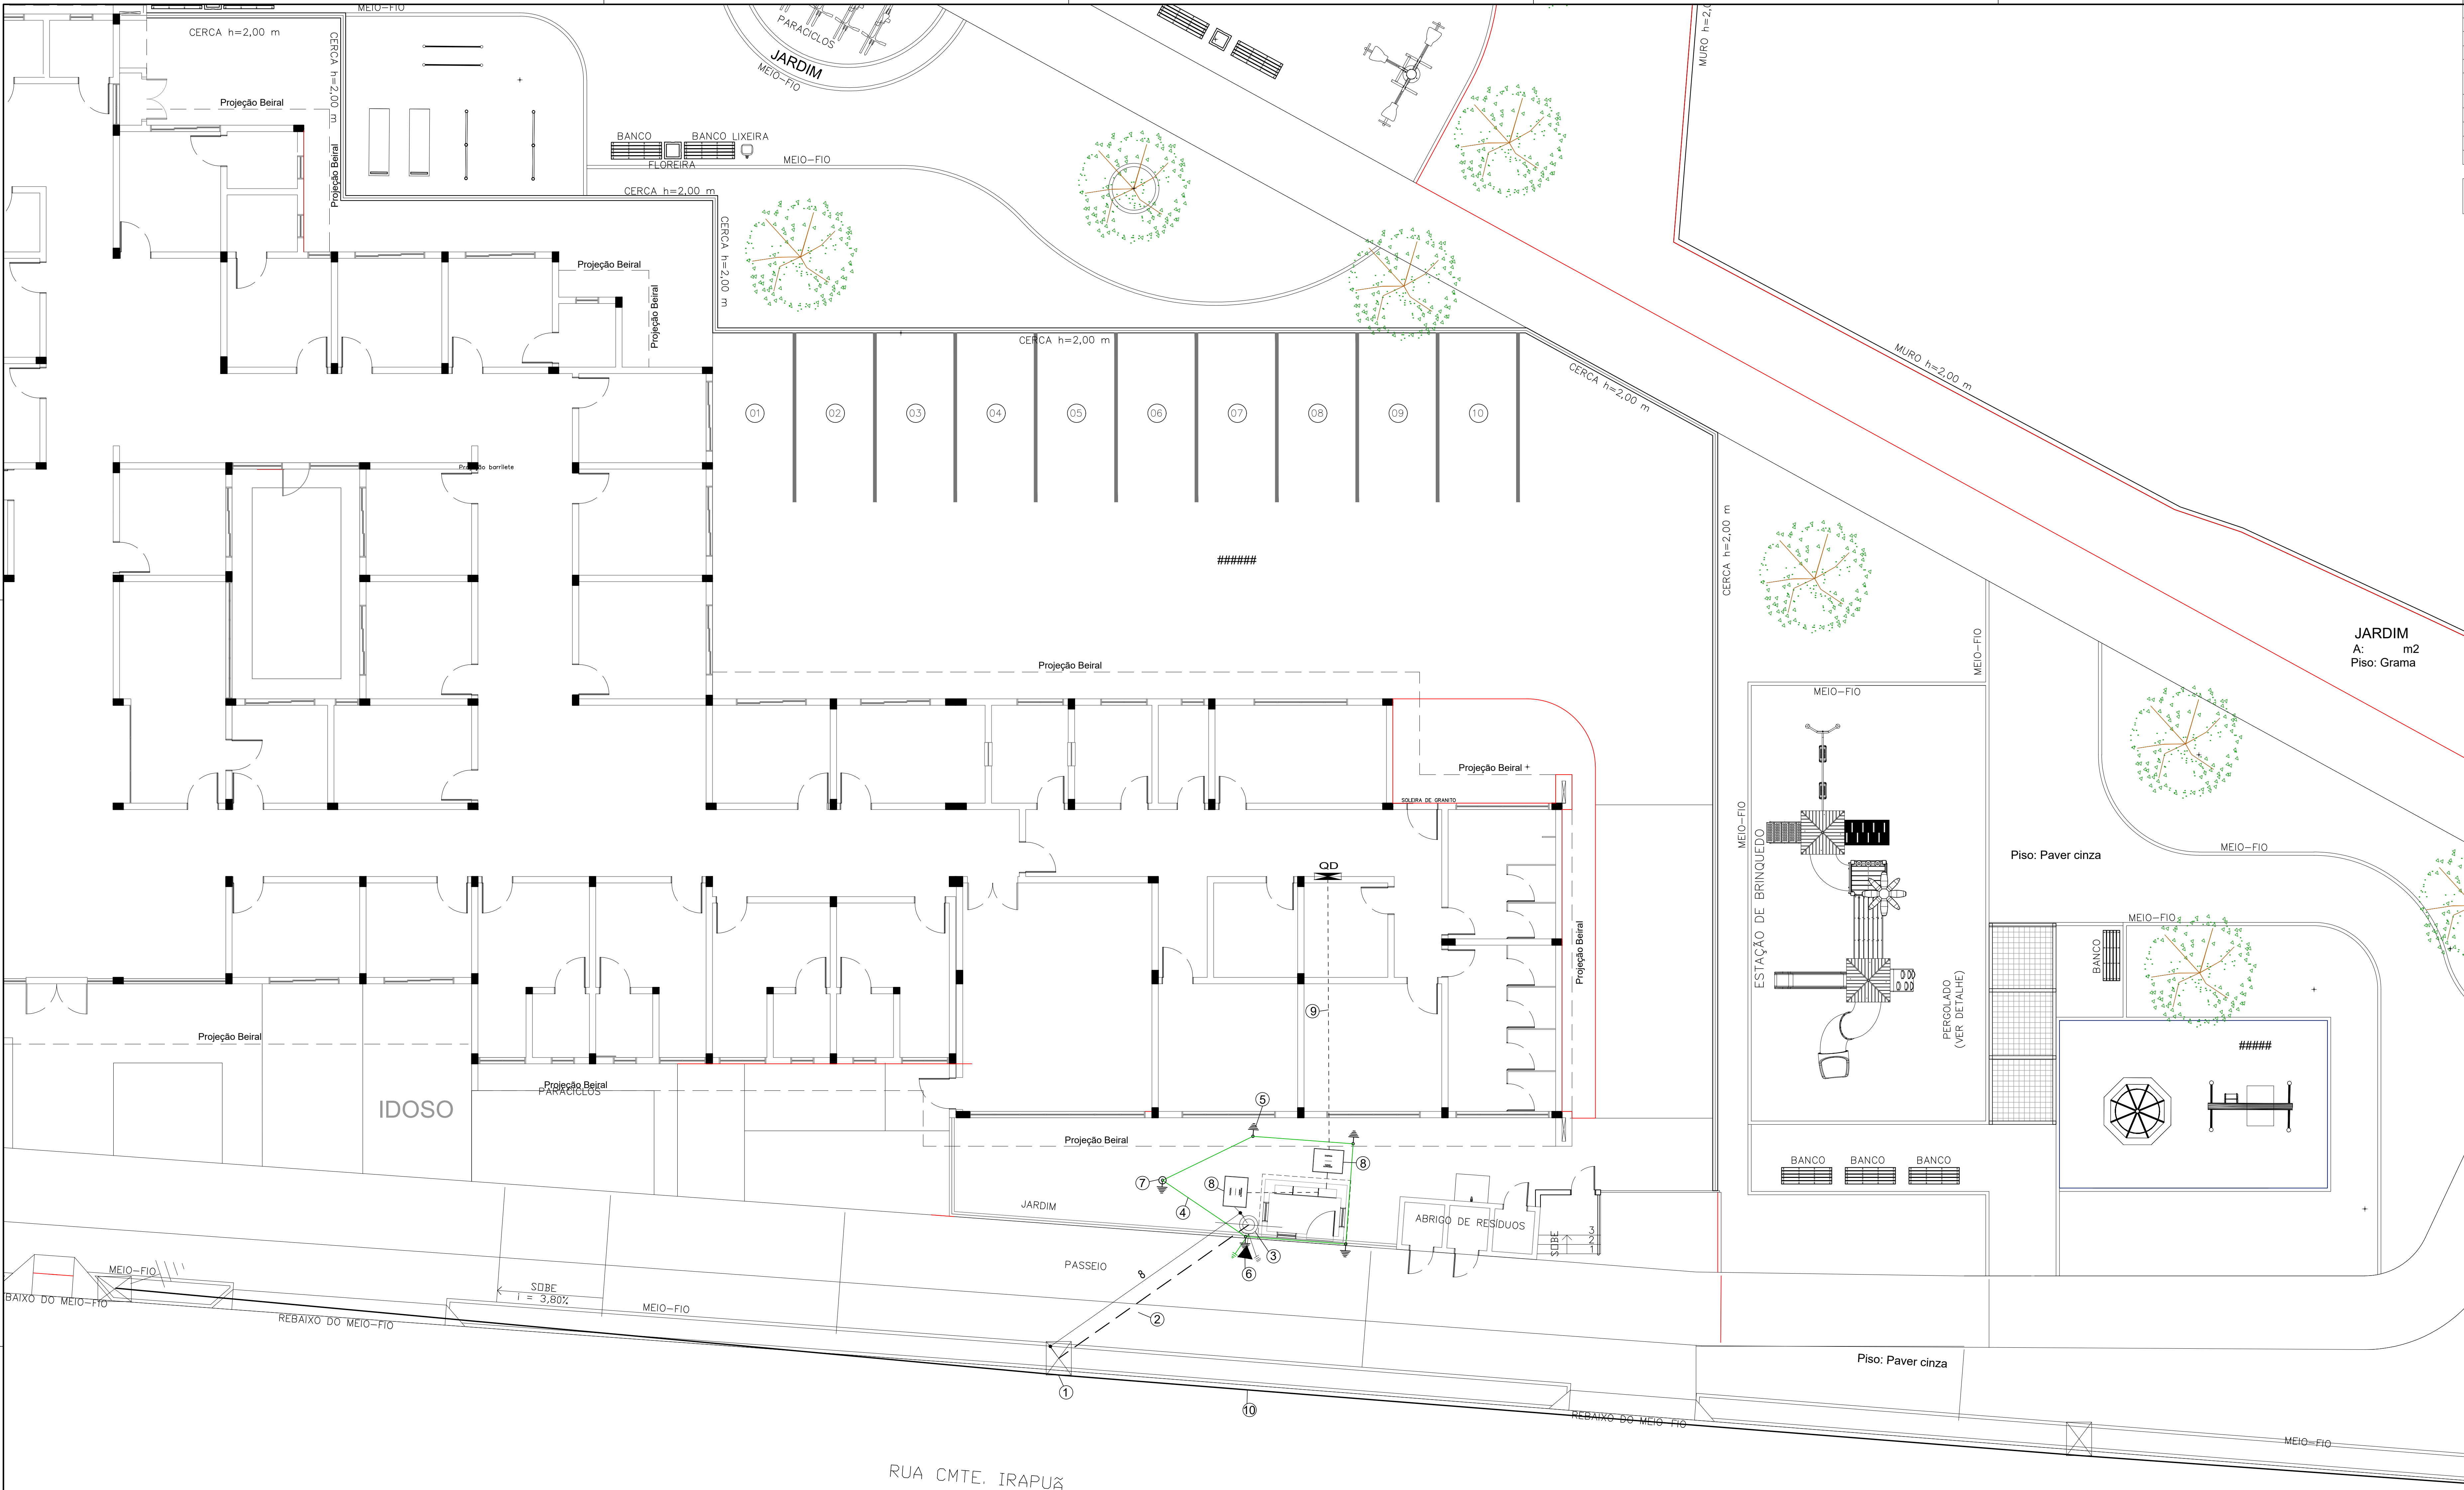 MEIO-FIO
CERCA h=2,00 m
CERCA h=2,00 m
PARACICLOS
JARDIM
MEIO-FIO
Projeção Beiral
Projeção Beiral
BANCO
BANCO LIXEIRA
FLOREIRA
MEIO-FIO
CERCA h=2,00 m
CERCA h=2,00 m
MURO h=2,0
Projeção Beiral
Projeção Beiral
CERCA h=2,00 m
MURO h=2,00 m
CERCA h=2,00 m
01
02
03
04
05
06
07
08
09
10
Projeção barrilete
CERCA h=2,00 m
######
JARDIM
A: m2
Piso: Grama
MEIO-FIO
Projeção Beiral
MEIO-FIO
Projeção Beiral
SOLEIRA DE GRANITO
MEIO-FIO
ESTAÇÃO DE BRINQUEDO
Piso: Paver cinza
MEIO-FIO
QD
MEIO-FIO
BANCO
Projeção Beiral
PERGOLADO
(VER DETALHE)
9
Projeção Beiral
#####
IDOSO
Projeção Beiral
PARACICLOS
5
Projeção Beiral
8
BANCO
BANCO
BANCO
7
8
4
JARDIM
ABRIGO DE RESÍDUOS
SOBE
3
2
1
3
6
PASSEIO
8
MEIO-FIO
SOBE
i = 3,80%
BAIXO DO MEIO-FIO
MEIO-FIO
REBAIXO DO MEIO-FIO
2
Piso: Paver cinza
1
10
REBAIXO DO MEIO-FIO
MEIO-FIO
RUA CMTE. IRAPUÃ